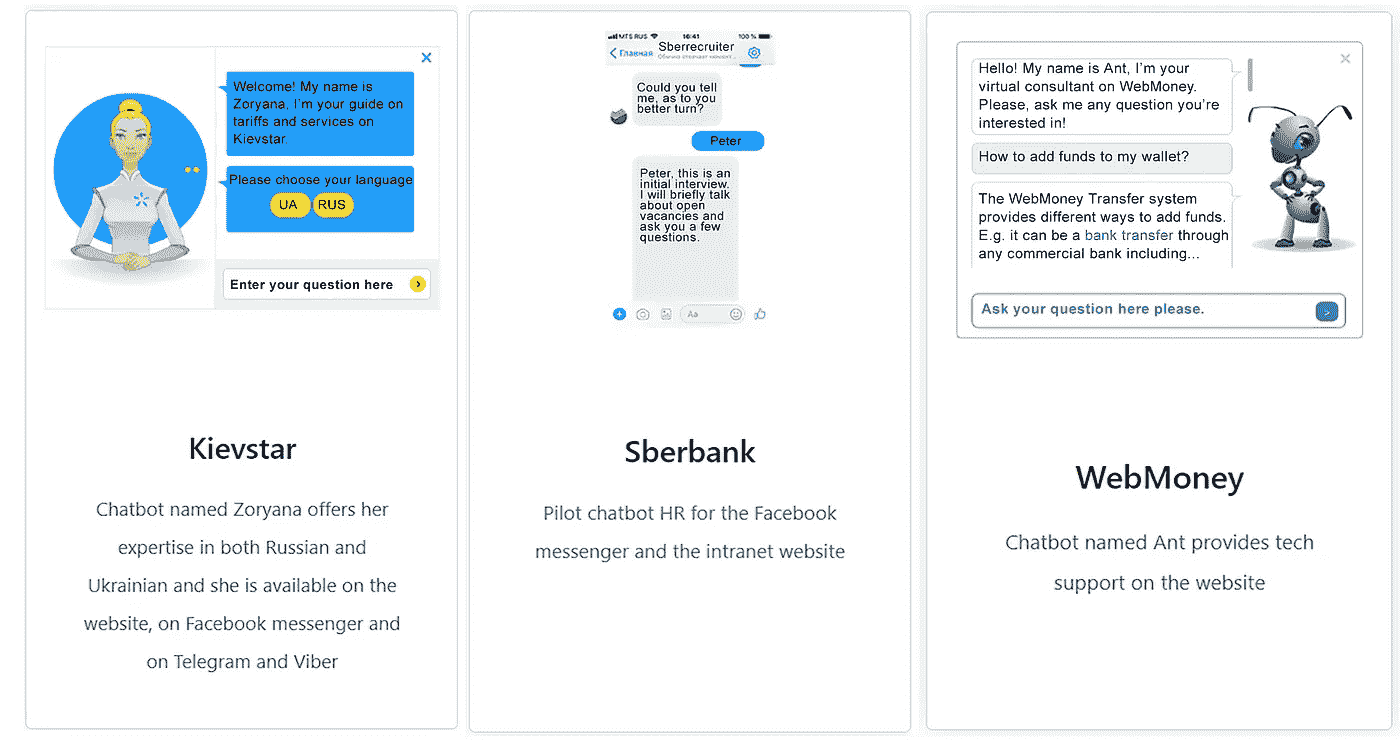 Welcome! My name is
Zoryana, I'm your guide on
tariffs and services on
Kievstar.
Please choose your language
UA RUS
Enter your question here
Kievstar
Chatbot named Zoryana offers her
expertise in both Russian and
Ukrainian and she is available on the
website, on Facebook messenger and
on Telegram and Viber
MTS RUS 16:41 100 %
Главная Sberrecruiter
Обычно отвечает
Could you tell
me, as to you
better turn?
Peter
Peter, this is an
initial interview.
I will briefly talk
about open
vacancies and
ask you a few
questions.
Aa
Sberbank
Pilot chatbot HR for the Facebook
messenger and the intranet website
Hello! My name is Ant, I'm your
virtual consultant on WebMoney.
Please, ask me any question you're
interested in!
How to add funds to my wallet?
The WebMoney Transfer system
provides different ways to add funds.
E.g. it can be a bank transfer through
any commercial bank including...
Ask your question here please.
WebMoney
Chatbot named Ant provides tech
support on the website